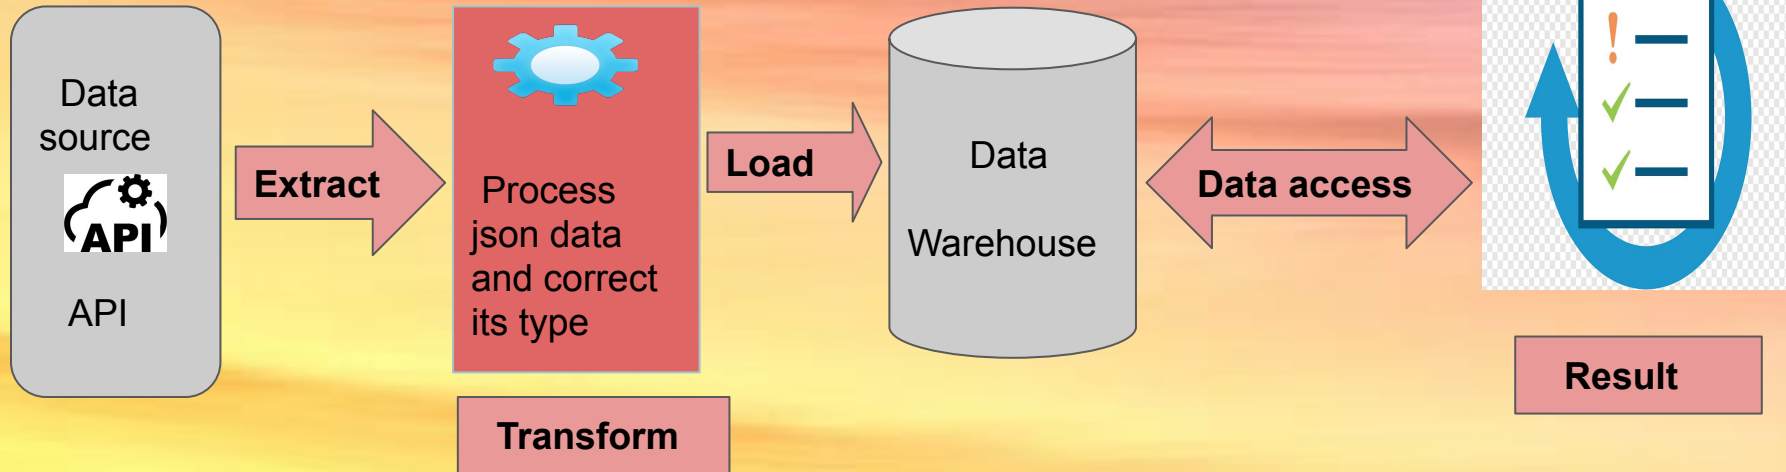 Data
source
API
API
Extract
Process
json data
and correct
its type
Transform
Load
Data
Warehouse
Data access
Result